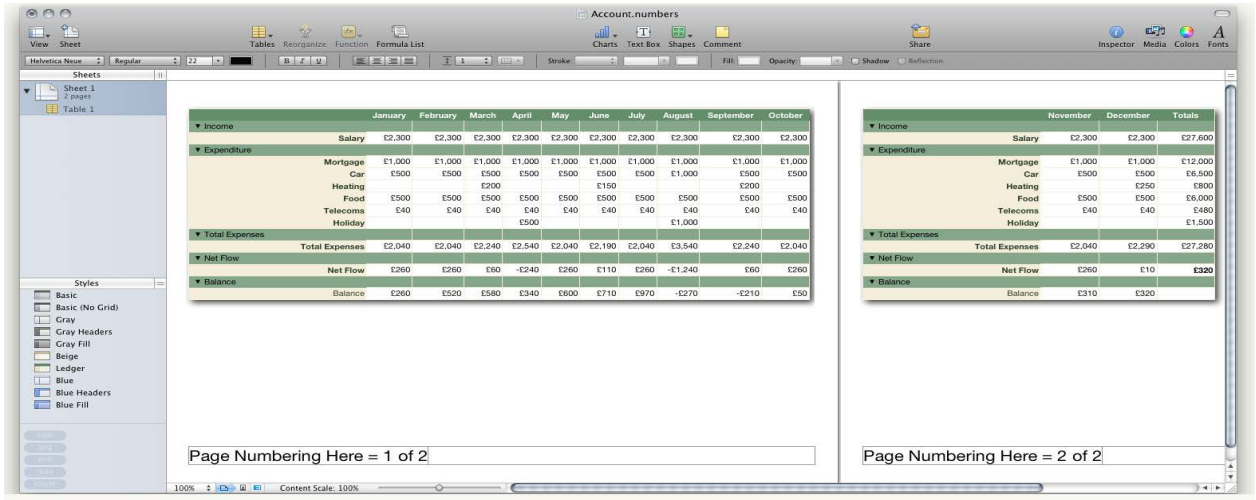 Account.numbers
View Sheet Tables Reorganize Function Formula List Charts Text Box Shapes Comment Share Inspector Media Colors Fonts
Helvetica Neue Regular 22 B I U 1 Stroke: Fill: Opacity: Shadow Reflection
Sheets
Sheet 1
2 pages
Table 1
January February March April May June July August September October
Income
Salary £2,300 £2,300 £2,300 £2,300 £2,300 £2,300 £2,300 £2,300 £2,300 £2,300
Expenditure
Mortgage £1,000 £1,000 £1,000 £1,000 £1,000 £1,000 £1,000 £1,000 £1,000 £1,000
Car £500 £500 £500 £500 £500 £500 £500 £1,000 £500 £500
Heating £200 £150 £200
Food £500 £500 £500 £500 £500 £500 £500 £500 £500 £500
Telecoms £40 £40 £40 £40 £40 £40 £40 £40 £40 £40
Holiday £500 £1,000
Total Expenses
Total Expenses £2,040 £2,040 £2,240 £2,540 £2,040 £2,190 £2,040 £3,540 £2,240 £2,040
Net Flow
Net Flow £260 £260 £60 -£240 £260 £110 £260 -£1,240 £60 £260
Balance
Balance £260 £520 £580 £340 £600 £710 £970 -£270 -£210 £50
November December Totals
Income
Salary £2,300 £2,300 £27,600
Expenditure
Mortgage £1,000 £1,000 £12,000
Car £500 £500 £6,500
Heating £250 £800
Food £500 £500 £6,000
Telecoms £40 £40 £480
Holiday £1,500
Total Expenses
Total Expenses £2,040 £2,290 £27,280
Net Flow
Net Flow £260 £10 £320
Balance
Balance £310 £320
Styles
Basic
Basic (No Grid)
Gray
Gray Headers
Gray Fill
Beige
Ledger
Blue
Blue Headers
Blue Fill
Page Numbering Here = 1 of 2
Page Numbering Here = 2 of 2
100% Content Scale: 100%